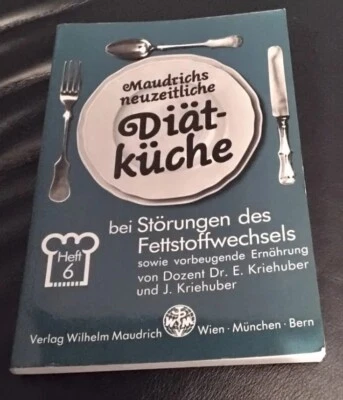 Maudrichs
neuzeitliche
Diät-
küche
bei Störungen des
Fettstoffwechsels
sowie vorbeugende Ernährung
von Dozent Dr. E. Kriehuber
und J. Kriehuber
Heft
6
Verlag Wilhelm Maudrich WM Wien · München · Bern